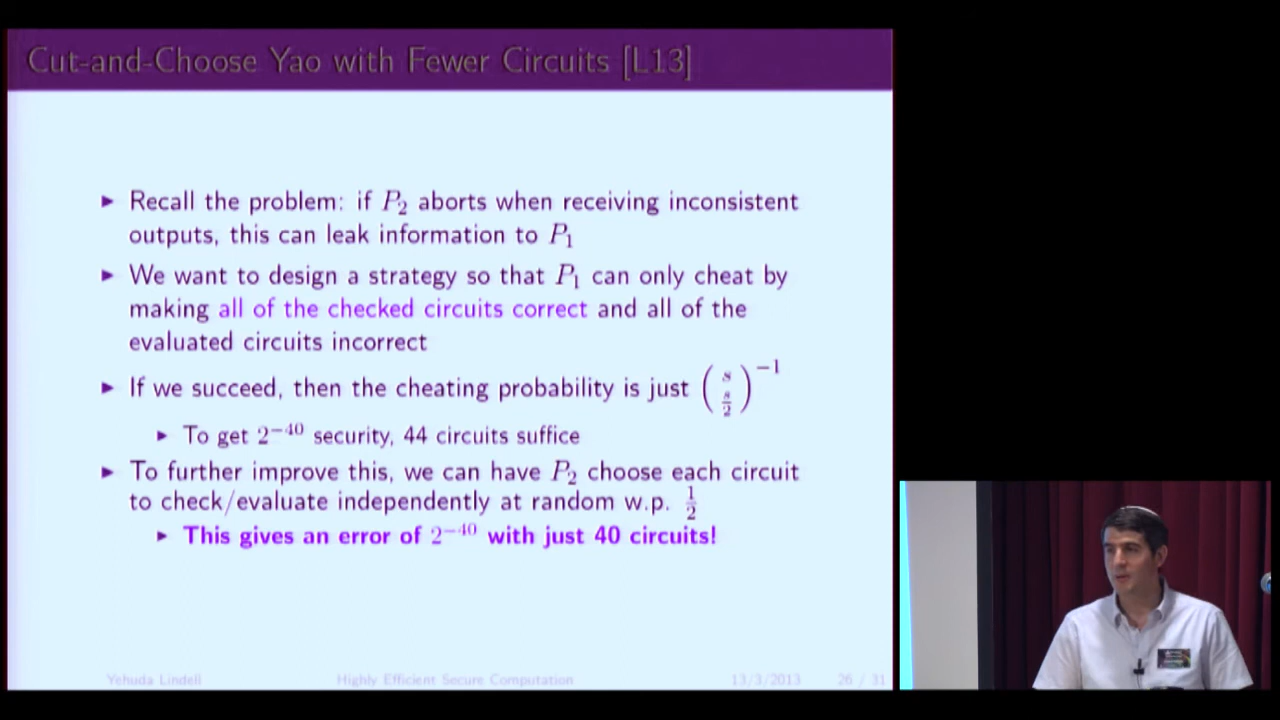 Cut-and-Choose Yao with Fewer Circuits [L13]
▶ Recall the problem: if P₂ aborts when receiving inconsistent
outputs, this can leak information to P₁
▶ We want to design a strategy so that P₁ can only cheat by
making all of the checked circuits correct and all of the
evaluated circuits incorrect
▶ If we succeed, then the cheating probability is just (s s/2)⁻¹
▶ To get 2⁻⁴⁰ security, 44 circuits suffice
▶ To further improve this, we can have P₂ choose each circuit
to check/evaluate independently at random w.p. 1/2
▶ This gives an error of 2⁻⁴⁰ with just 40 circuits!
Yehuda Lindell Highly Efficient Secure Computation 13/3/2013 26 / 31